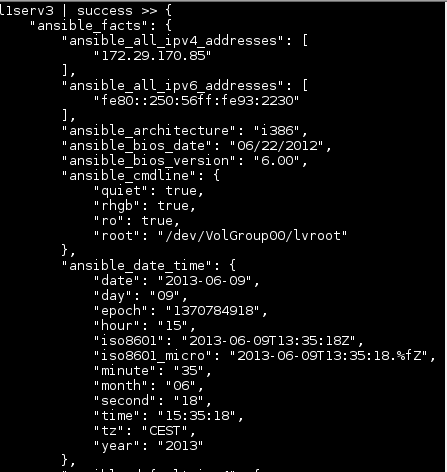 l1serv3 | success >> {
"ansible_facts": {
"ansible_all_ipv4_addresses": [
"172.29.170.85"
],
"ansible_all_ipv6_addresses": [
"fe80::250:56ff:fe93:2230"
],
"ansible_architecture": "i386",
"ansible_bios_date": "06/22/2012",
"ansible_bios_version": "6.00",
"ansible_cmdline": {
"quiet": true,
"rhgb": true,
"ro": true,
"root": "/dev/VolGroup00/lvroot"
},
"ansible_date_time": {
"date": "2013-06-09",
"day": "09",
"epoch": "1370784918",
"hour": "15",
"iso8601": "2013-06-09T13:35:18Z",
"iso8601_micro": "2013-06-09T13:35:18.%fZ",
"minute": "35",
"month": "06",
"second": "18",
"time": "15:35:18",
"tz": "CEST",
"year": "2013"
},